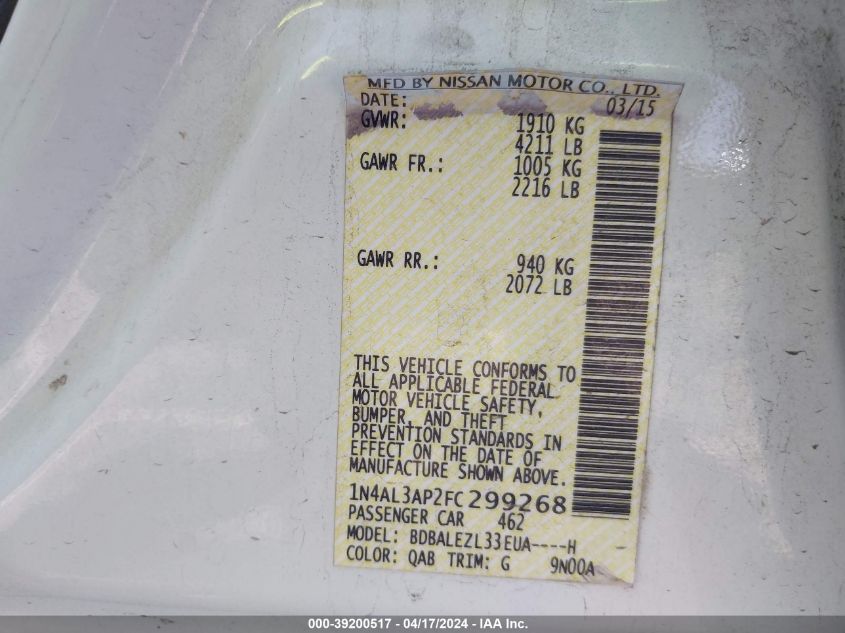 MFD BY NISSAN MOTOR CO., LTD.
DATE: 03/15
GVWR: 1910 KG
4211 LB
GAWR FR.: 1005 KG
2216 LB
GAWR RR.: 940 KG
2072 LB
THIS VEHICLE CONFORMS TO
ALL APPLICABLE FEDERAL
MOTOR VEHICLE SAFETY,
BUMPER, AND THEFT
PREVENTION STANDARDS IN
EFFECT ON THE DATE OF
MANUFACTURE SHOWN ABOVE.
1N4AL3AP2FC299268
PASSENGER CAR 462
MODEL: BDBALEZL33EUA----H
COLOR: QAB TRIM: G 9N00A
000-39200517 - 04/17/2024 - IAA Inc.